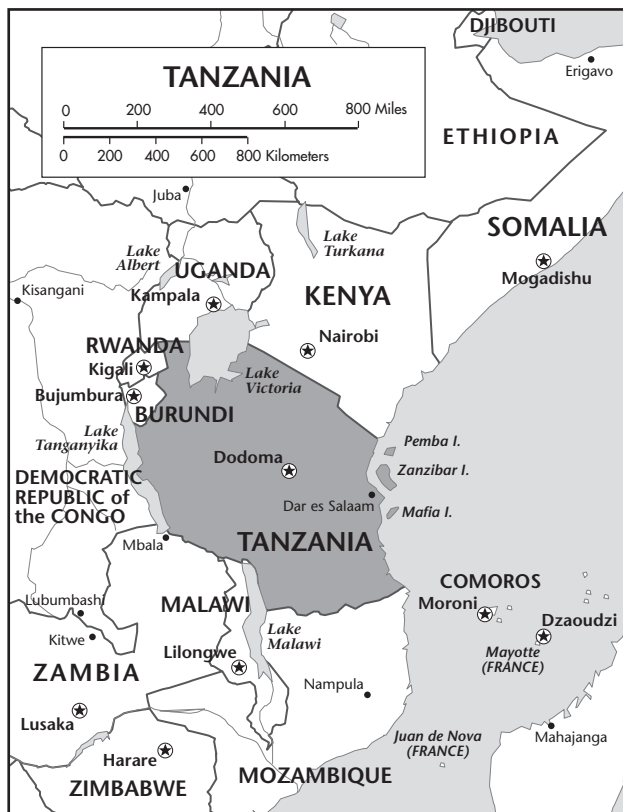 DJIBOUTI
Erigavo
TANZANIA
0 200 400 600 800 Miles
0 200 400 600 800 Kilometers
ETHIOPIA
Juba
SOMALIA
Mogadishu
Lake
Turkana
Lake
Albert
UGANDA
Kampala
KENYA
Kisangani
Nairobi
RWANDA
Kigali
Lake
Victoria
Bujumbura
BURUNDI
Lake
Tanganyika
Pemba I.
Zanzibar I.
Dodoma
DEMOCRATIC
REPUBLIC of
the CONGO
Dar es Salaam
Mafia I.
Mbala
TANZANIA
COMOROS
Moroni
Dzaoudzi
Mayotte
(FRANCE)
Lubumbashi
MALAWI
Kitwe
Lake
Malawi
Lilongwe
ZAMBIA
Nampula
Lusaka
Juan de Nova
(FRANCE)
Mahajanga
Harare
MOZAMBIQUE
ZIMBABWE